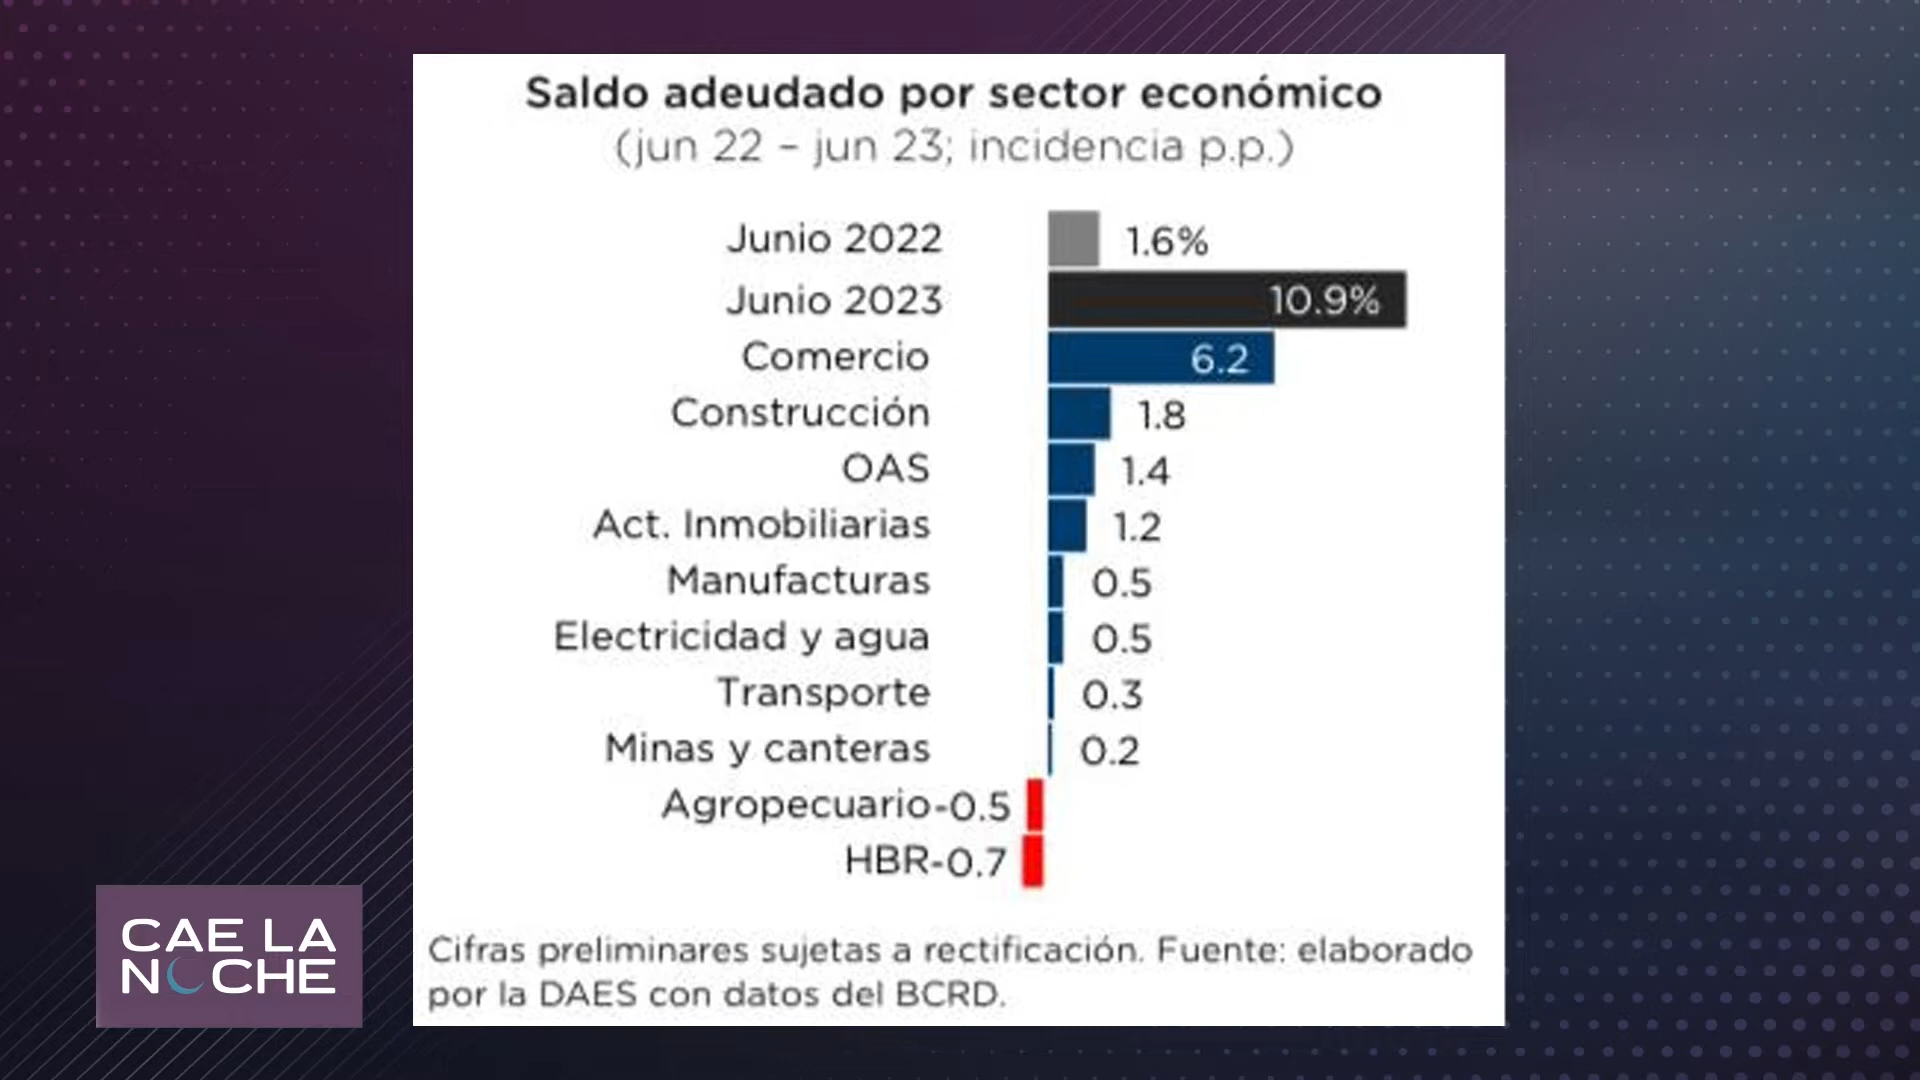 Saldo adeudado por sector económico
(jun 22 – jun 23; incidencia p.p.)
Junio 2022 1.6%
Junio 2023 10.9%
Comercio 6.2
Construcción 1.8
OAS 1.4
Act. Inmobiliarias 1.2
Manufacturas 0.5
Electricidad y agua 0.5
Transporte 0.3
Minas y canteras 0.2
Agropecuario -0.5
HBR -0.7
Cifras preliminares sujetas a rectificación. Fuente: elaborado
por la DAES con datos del BCRD.
CAE LA
NOCHE